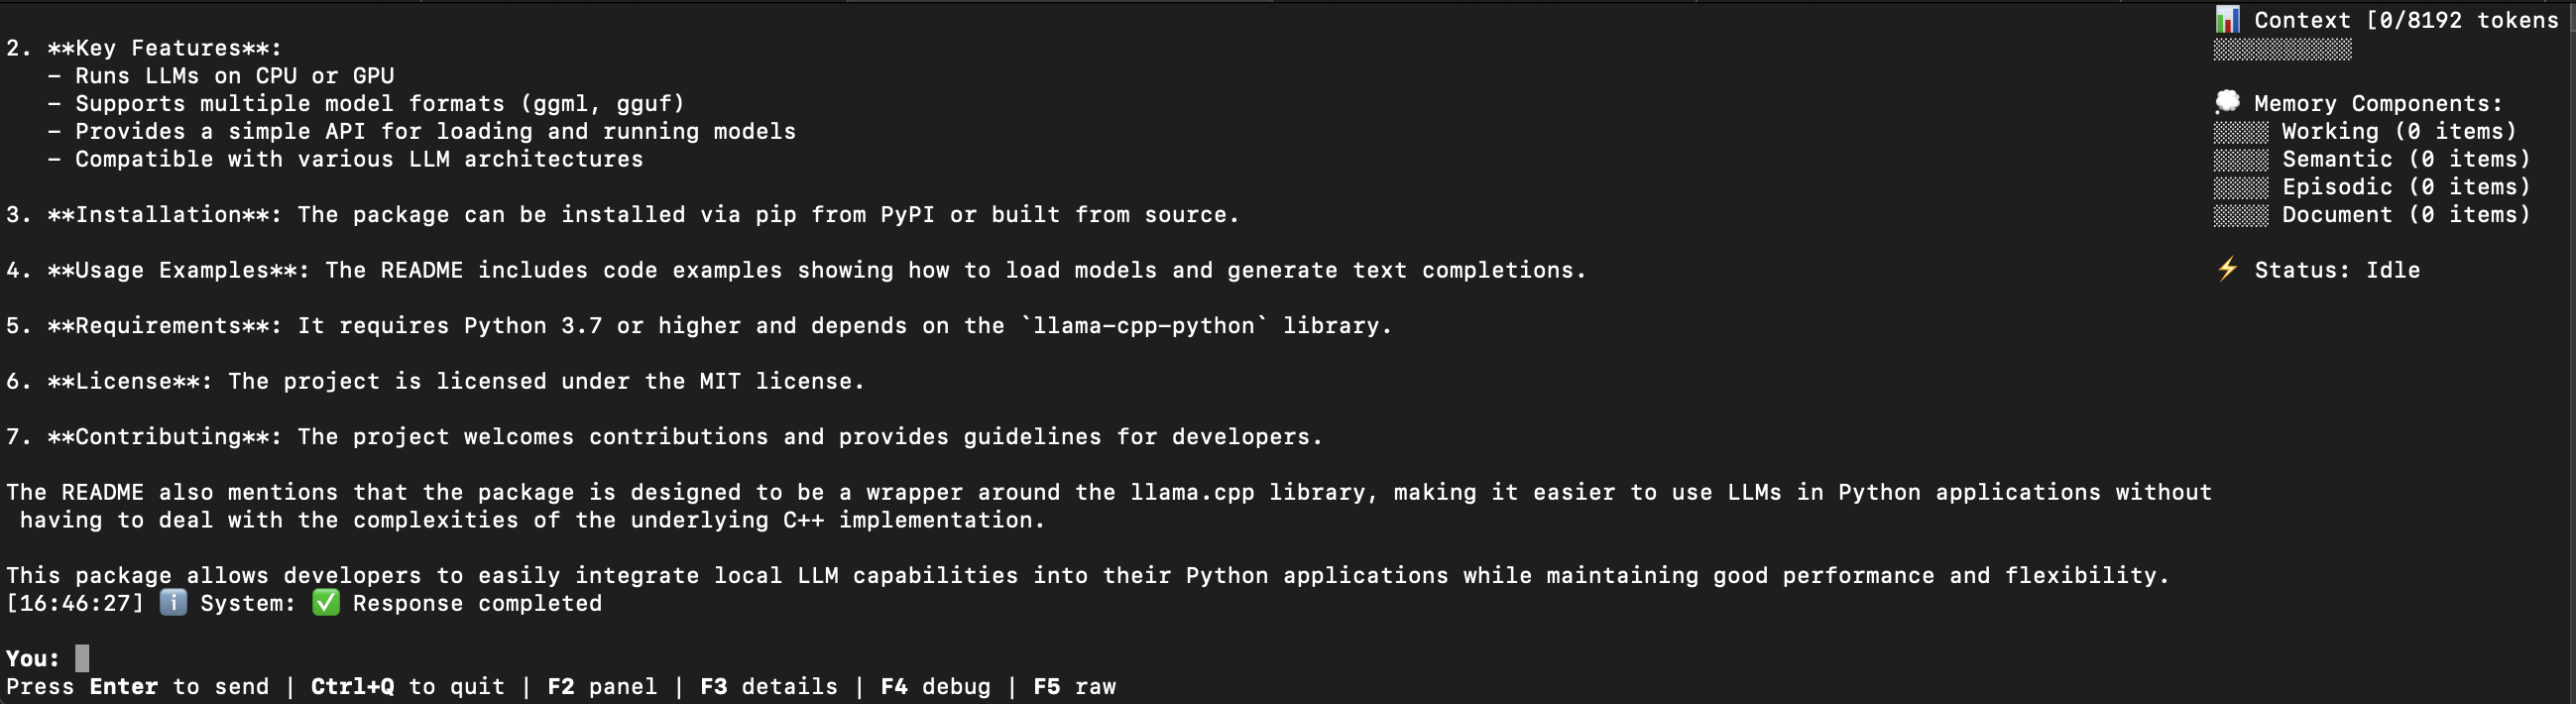 2. **Key Features**:
   - Runs LLMs on CPU or GPU
   - Supports multiple model formats (ggml, gguf)
   - Provides a simple API for loading and running models
   - Compatible with various LLM architectures
3. **Installation**: The package can be installed via pip from PyPI or built from source.
4. **Usage Examples**: The README includes code examples showing how to load models and generate text completions.
5. **Requirements**: It requires Python 3.7 or higher and depends on the `llama-cpp-python` library.
6. **License**: The project is licensed under the MIT license.
7. **Contributing**: The project welcomes contributions and provides guidelines for developers.
The README also mentions that the package is designed to be a wrapper around the llama.cpp library, making it easier to use LLMs in Python applications without
 having to deal with the complexities of the underlying C++ implementation.
This package allows developers to easily integrate local LLM capabilities into their Python applications while maintaining good performance and flexibility.
[16:46:27] ℹ️ System: ✅ Response completed
You:
Press Enter to send | Ctrl+Q to quit | F2 panel | F3 details | F4 debug | F5 raw
📊 Context [0/8192 tokens
░░░░░░░░░░
💭 Memory Components:
░░░░ Working (0 items)
░░░░ Semantic (0 items)
░░░░ Episodic (0 items)
░░░░ Document (0 items)
⚡ Status: Idle